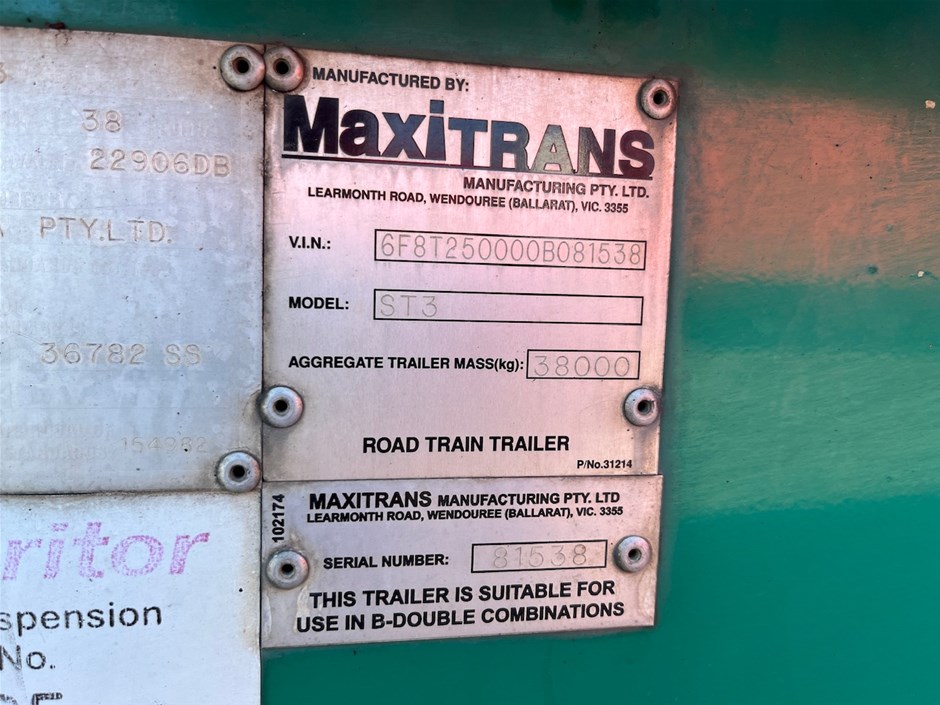 38
22906DB
PTY.LTD.
36782 SS
MANUFACTURED BY:
MaxiTRANS
MANUFACTURING PTY. LTD.
LEARMONTH ROAD, WENDOUREE (BALLARAT), VIC. 3355
V.I.N.: 6F8T250000B081538
MODEL: ST3
AGGREGATE TRAILER MASS(kg): 38000
ROAD TRAIN TRAILER
P/No.31214
102174
MAXITRANS MANUFACTURING PTY. LTD
LEARMONTH ROAD, WENDOUREE (BALLARAT), VIC. 3355
SERIAL NUMBER: 81538
THIS TRAILER IS SUITABLE FOR
USE IN B-DOUBLE COMBINATIONS
ritor
spension
No.